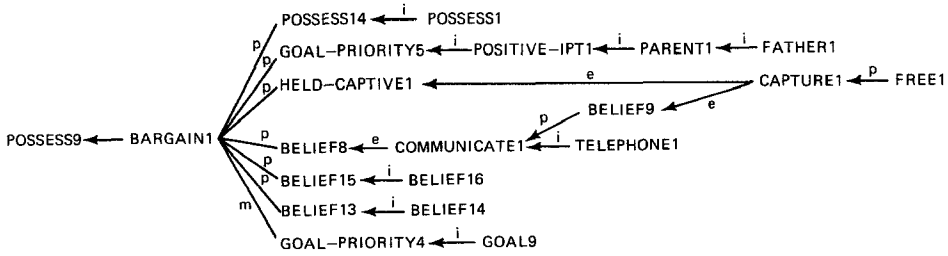 POSSESS14 i POSSESS1
p GOAL-PRIORITY5 i POSITIVE-IPT1 i PARENT1 i FATHER1
p
p HELD-CAPTIVE1 e CAPTURE1 p FREE1
BELIEF9 e
p
POSSESS9 BARGAIN1 p BELIEF8 e COMMUNICATE1 i TELEPHONE1
p BELIEF15 i BELIEF16
p BELIEF13 i BELIEF14
m
GOAL-PRIORITY4 i GOAL9